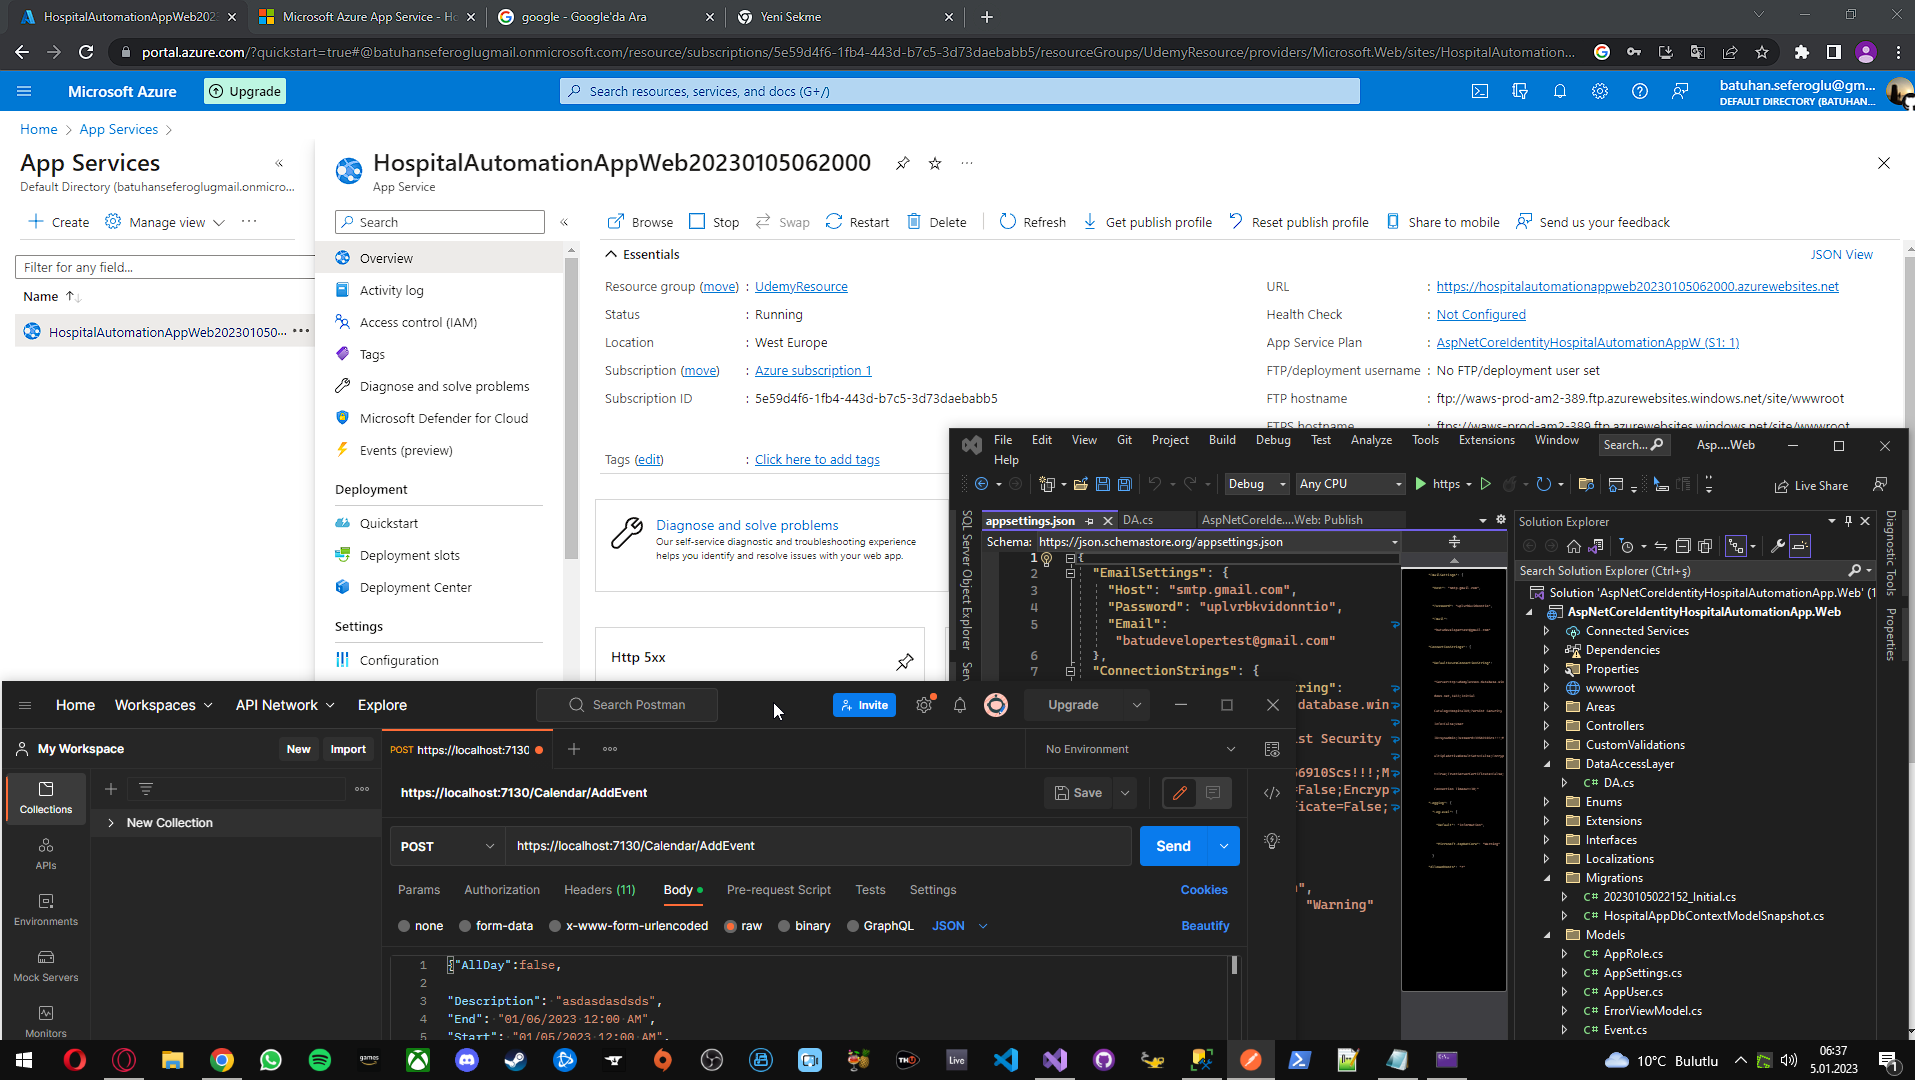 HospitalAutomationAppWeb2023
Microsoft Azure App Service - Ho
google - Google'da Ara
Yeni Sekme
portal.azure.com/?quickstart=true#@batuhanseferoglugmail.onmicrosoft.com/resource/subscriptions/5e59d4f6-1fb4-443d-b7c5-3d73daebabb5/resourceGroups/UdemyResource/providers/Microsoft.Web/sites/HospitalAutomation...
Microsoft Azure
Upgrade
Search resources, services, and docs (G+/)
batuhan.seferoglu@gm...
DEFAULT DIRECTORY (BATUHAN...
Home > App Services >
App Services
Default Directory (batuhanseferoglugmail.onmicro...
Create
Manage view
Filter for any field...
Name
HospitalAutomationAppWeb202301050...
HospitalAutomationAppWeb20230105062000
App Service
Search
Overview
Activity log
Access control (IAM)
Tags
Diagnose and solve problems
Microsoft Defender for Cloud
Events (preview)
Deployment
Quickstart
Deployment slots
Deployment Center
Settings
Configuration
Browse
Stop
Swap
Restart
Delete
Refresh
Get publish profile
Reset publish profile
Share to mobile
Send us your feedback
Essentials
JSON View
Resource group (move) : UdemyResource
Status : Running
Location : West Europe
Subscription (move) : Azure subscription 1
Subscription ID : 5e59d4f6-1fb4-443d-b7c5-3d73daebabb5
Tags (edit) : Click here to add tags
URL : https://hospitalautomationappweb20230105062000.azurewebsites.net
Health Check : Not Configured
App Service Plan : AspNetCoreIdentityHospitalAutomationAppW (S1: 1)
FTP/deployment username : No FTP/deployment user set
FTP hostname : ftp://waws-prod-am2-389.ftp.azurewebsites.windows.net/site/wwwroot
FTPS hostname : ftps://waws-prod-am2-389.ftp.azurewebsites.windows.net/site/wwwroot
Diagnose and solve problems
Our self-service diagnostic and troubleshooting experience
helps you identify and resolve issues with your web app.
Http 5xx
File Edit View Git Project Build Debug Test Analyze Tools Extensions Window
Help
Search...
Asp....Web
Debug
Any CPU
https
Live Share
SQL Server Object Explorer
appsettings.json
DA.cs
AspNetCoreIde....Web: Publish
Schema: https://json.schemastore.org/appsettings.json
1 {
2 "EmailSettings": {
3 "Host": "smtp.gmail.com",
4 "Password": "uplvrbkvidonntio",
5 "Email":
"batudevelopertest@gmail.com"
6 },
7 "ConnectionStrings": {
tring":
database.win
ist Security
66910Scs!!!;M
=False;Encryp
ificate=False;
",
"Warning"
Solution Explorer
Search Solution Explorer (Ctrl+ş)
Solution 'AspNetCoreIdentityHospitalAutomationApp.Web' (1
AspNetCoreIdentityHospitalAutomationApp.Web
Connected Services
Dependencies
Properties
wwwroot
Areas
Controllers
CustomValidations
DataAccessLayer
C# DA.cs
Enums
Extensions
Interfaces
Localizations
Migrations
C# 20230105022152_Initial.cs
C# HospitalAppDbContextModelSnapshot.cs
Models
C# AppRole.cs
C# AppSettings.cs
C# AppUser.cs
C# ErrorViewModel.cs
C# Event.cs
Diagnostic Tools
Properties
Home
Workspaces
API Network
Explore
Search Postman
Invite
Upgrade
My Workspace
New
Import
POST https://localhost:7130
No Environment
Collections
APIs
Environments
Mock Servers
Monitors
New Collection
https://localhost:7130/Calendar/AddEvent
Save
POST
https://localhost:7130/Calendar/AddEvent
Send
Params
Authorization
Headers (11)
Body
Pre-request Script
Tests
Settings
Cookies
none
form-data
x-www-form-urlencoded
raw
binary
GraphQL
JSON
Beautify
1 {"AllDay":false,
2
3 "Description": "asdasdasdsds",
4 "End": "01/06/2023 12:00 AM",
5 "Start": "01/05/2023 12:00 AM",
10°C Bulutlu
06:37
5.01.2023